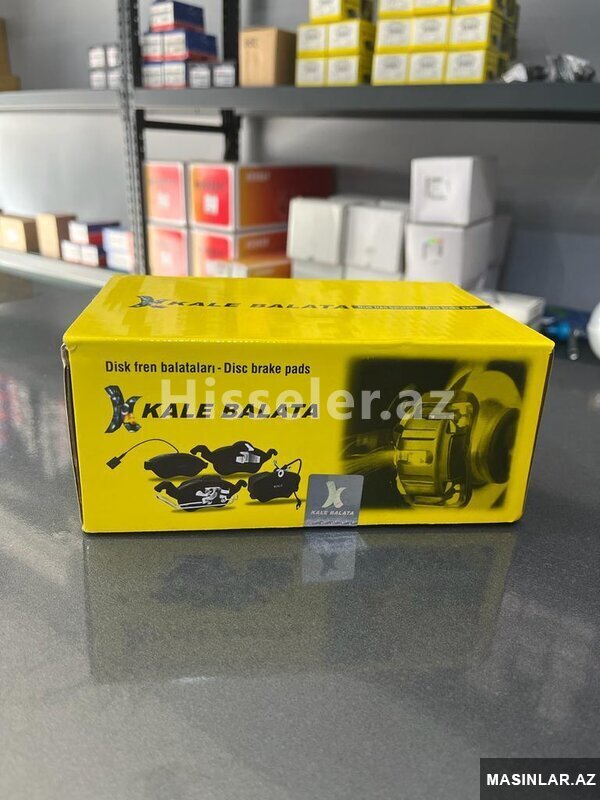 KALE BALATA
Disk fren balataları - Disc brake pads
KALE BALATA
Hisseler.az
KALE BALATA
MASINLAR.AZ